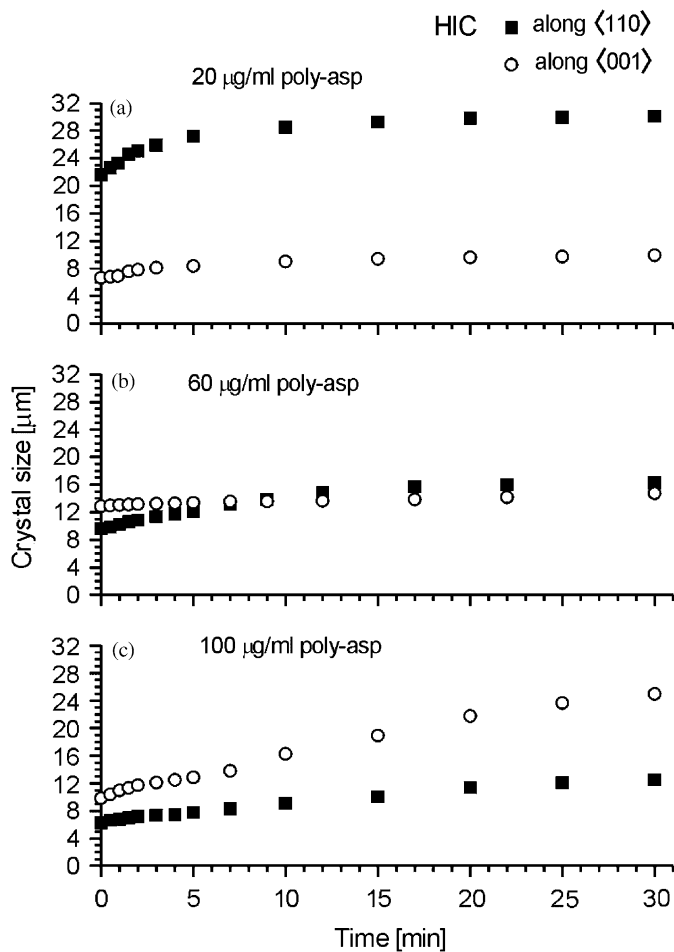 HIC ■ along ⟨110⟩
○ along ⟨001⟩
20 µg/ml poly-asp
(a)
32
28
24
20
16
12
8
4
0
(b)
60 µg/ml poly-asp
32
28
24
20
16
12
8
4
0
Crystal size [µm]
(c)
100 µg/ml poly-asp
32
28
24
20
16
12
8
4
0
0 5 10 15 20 25 30
Time [min]